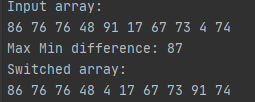 Input array:
86 76 76 48 91 17 67 73 4 74
Max Min difference: 87
Switched array:
86 76 76 48 4 17 67 73 91 74